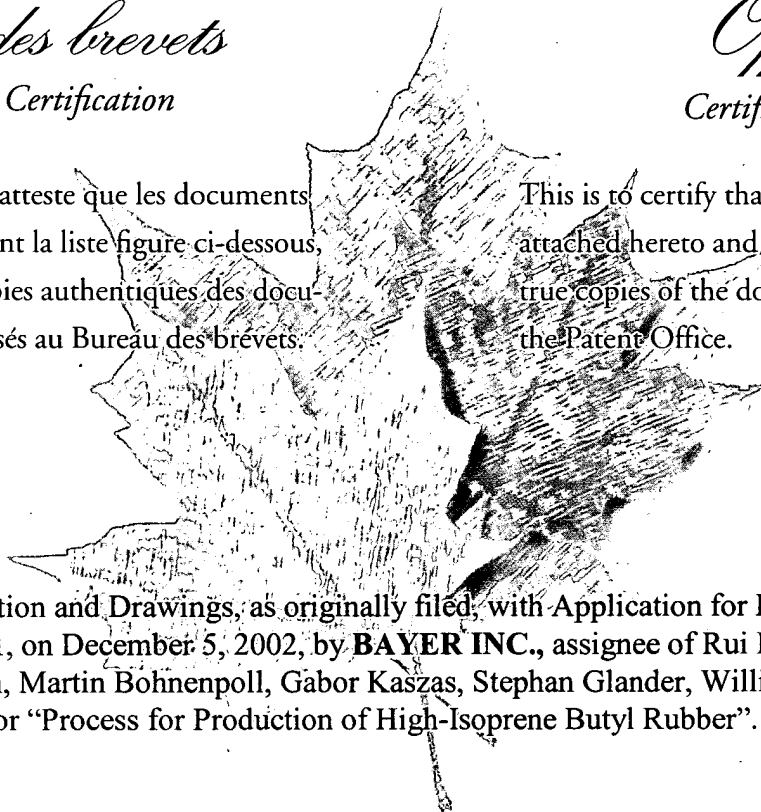 des brevets
Certification
atteste que les documents
nt la liste figure ci-dessous,
ies authentiques des docu-
sés au Bureau des brevets.
Certif
This is to certify tha
attached hereto and
true copies of the do
the Patent Office.
tion and Drawings, as originally filed, with Application for
, on December 5, 2002, by BAYER INC., assignee of Rui
, Martin Bohnenpoll, Gabor Kaszas, Stephan Glander, Willi
or “Process for Production of High-Isoprene Butyl Rubber”.